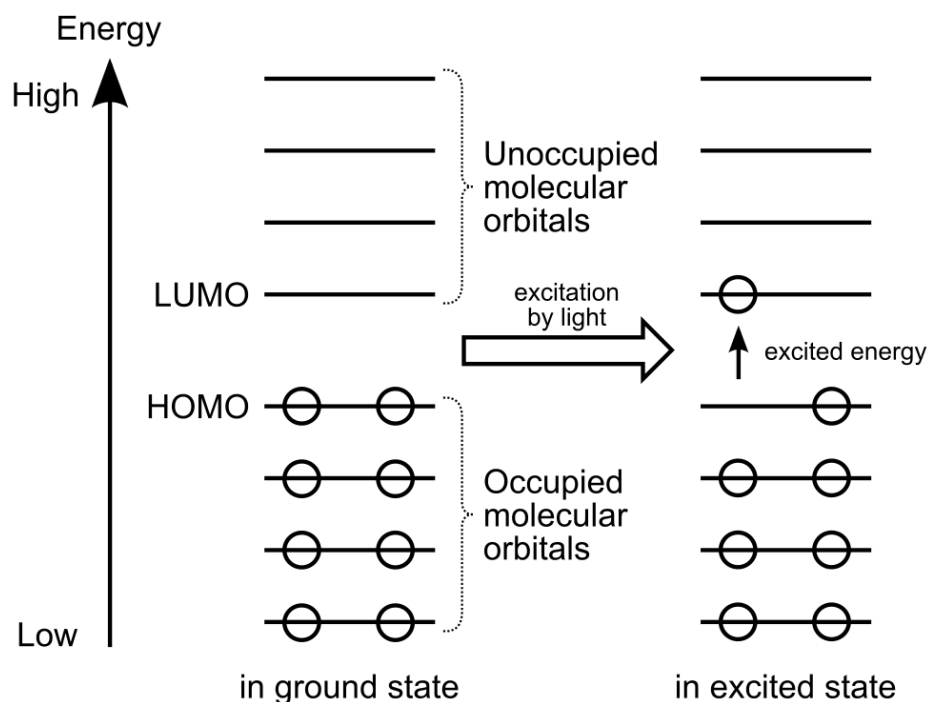 Energy
High
Unoccupied
molecular
orbitals
LUMO
excitation
by light
excited energy
HOMO
Occupied
molecular
orbitals
Low
in ground state
in excited state